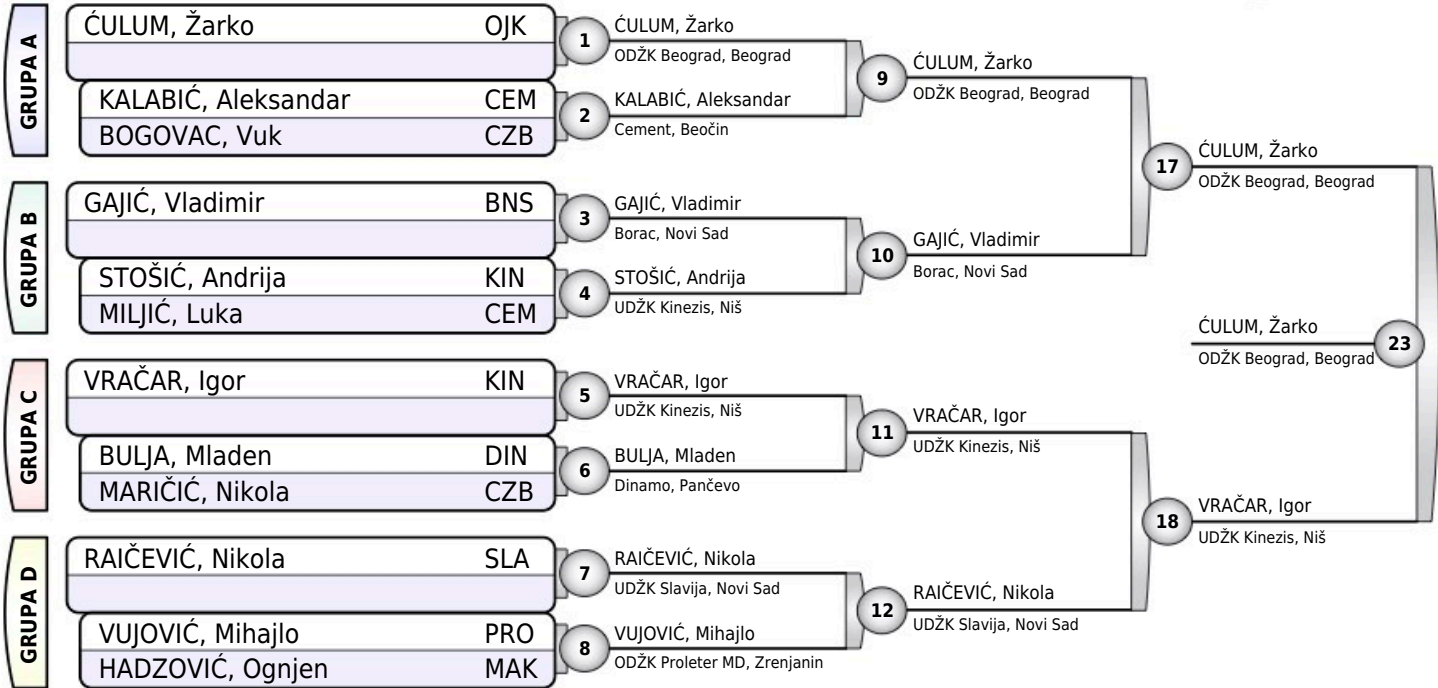 GRUPA A
ĆULUM, Žarko OJK
KALABIĆ, Aleksandar CEM
BOGOVAC, Vuk CZB
GRUPA B
GAJIĆ, Vladimir BNS
STOŠIĆ, Andrija KIN
MILJIĆ, Luka CEM
GRUPA C
VRAČAR, Igor KIN
BULJA, Mladen DIN
MARIČIĆ, Nikola CZB
GRUPA D
RAIČEVIĆ, Nikola SLA
VUJOVIĆ, Mihajlo PRO
HADZOVIĆ, Ognjen MAK
1 ĆULUM, Žarko
ODŽK Beograd, Beograd
2 KALABIĆ, Aleksandar
Cement, Beočin
3 GAJIĆ, Vladimir
Borac, Novi Sad
4 STOŠIĆ, Andrija
UDŽK Kinezis, Niš
5 VRAČAR, Igor
UDŽK Kinezis, Niš
6 BULJA, Mladen
Dinamo, Pančevo
7 RAIČEVIĆ, Nikola
UDŽK Slavija, Novi Sad
8 VUJOVIĆ, Mihajlo
ODŽK Proleter MD, Zrenjanin
9 ĆULUM, Žarko
ODŽK Beograd, Beograd
10 GAJIĆ, Vladimir
Borac, Novi Sad
11 VRAČAR, Igor
UDŽK Kinezis, Niš
12 RAIČEVIĆ, Nikola
UDŽK Slavija, Novi Sad
17 ĆULUM, Žarko
ODŽK Beograd, Beograd
18 VRAČAR, Igor
UDŽK Kinezis, Niš
ĆULUM, Žarko 23
ODŽK Beograd, Beograd